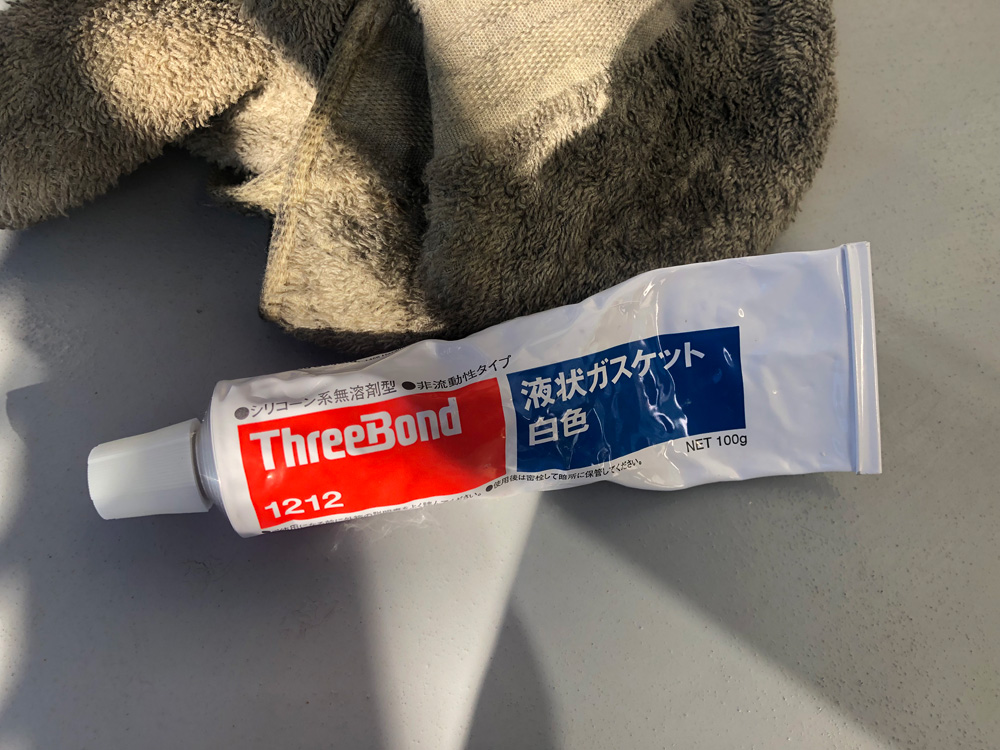 ●シリコーン系無溶剤型 ●非流動性タイプ
ThreeBond
1212
液状ガスケット
白色
NET 100g
●使用後は密栓して暗所に保管してください。